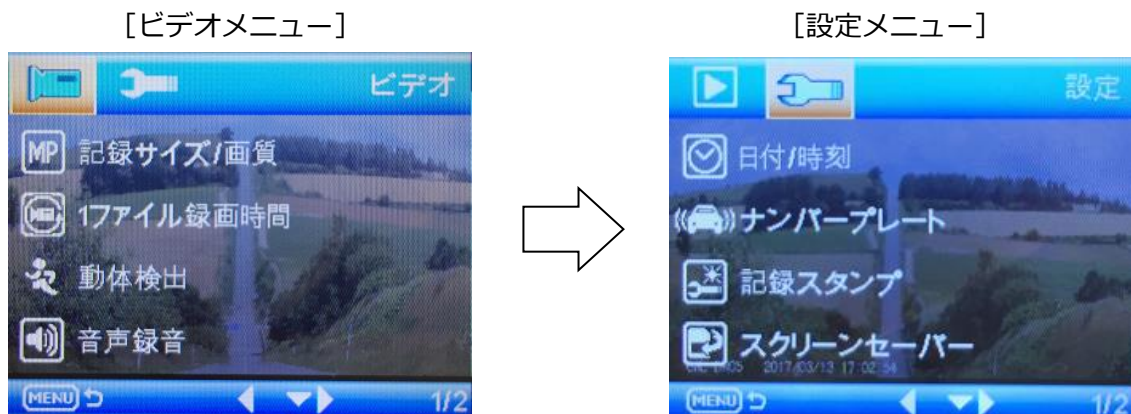 [ビデオメニュー]
ビデオ
MP 記録サイズ/画質
1ファイル録画時間
動体検出
音声録音
MENU 1/2
[設定メニュー]
設定
日付/時刻
ナンバープレート
記録スタンプ
スクリーンセーバー
2017/03/13 17:02:54
MENU 1/2